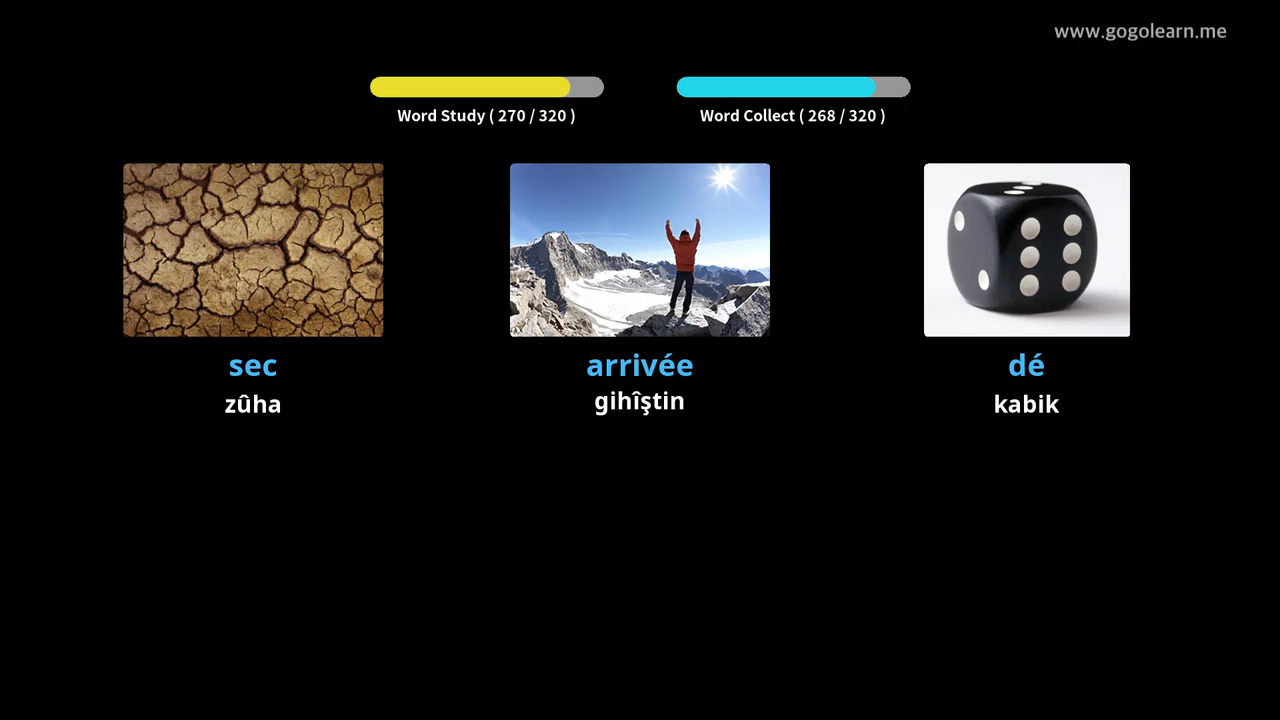 www.gogolearn.me
Word Study ( 270 / 320 )
Word Collect ( 268 / 320 )
sec
zûha
arrivée
gihîştin
dé
kabik